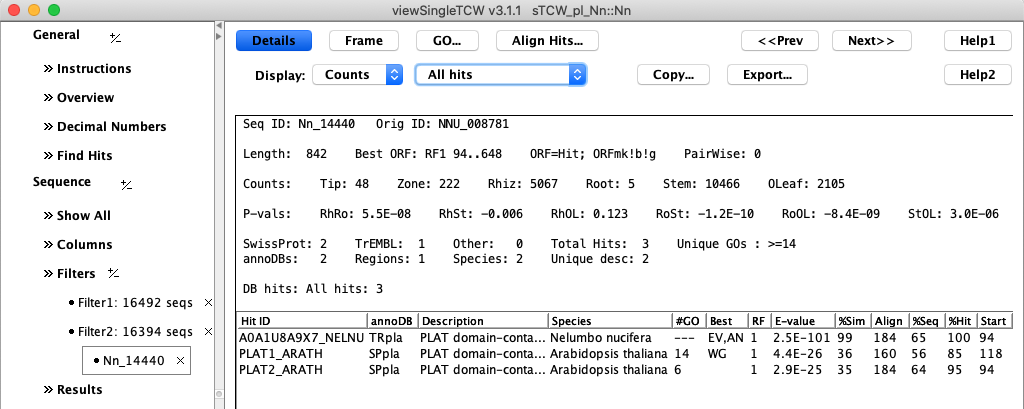 viewSingleTCW v3.1.1 sTCW_pl_Nn::Nn
General
» Instructions
» Overview
» Decimal Numbers
» Find Hits
Sequence +/-
» Show All
» Columns
» Filters +/-
• Filter1: 16492 seqs ×
• Filter2: 16394 seqs ×
• Nn_14440 ×
» Results
Details Frame GO... Align Hits... <<Prev Next>> Help1
Display: Counts All hits Copy... Export... Help2
Seq ID: Nn_14440 Orig ID: NNU_008781
Length: 842 Best ORF: RF1 94..648 ORF=Hit; ORFmk!b!g PairWise: 0
Counts: Tip: 48 Zone: 222 Rhiz: 5067 Root: 5 Stem: 10466 OLeaf: 2105
P-vals: RhRo: 5.5E-08 RhSt: -0.006 RhOL: 0.123 RoSt: -1.2E-10 RoOL: -8.4E-09 StOL: 3.0E-06
SwissProt: 2 TrEMBL: 1 Other: 0 Total Hits: 3 Unique GOs : >=14
annoDBs: 2 Regions: 1 Species: 2 Unique desc: 2
DB hits: All hits: 3
Hit ID annoDB Description Species #GO Best RF E-value %Sim Align %Seq %Hit Start
A0A1U8A9X7_NELNU TRpla PLAT domain-conta... Nelumbo nucifera --- EV,AN 1 2.5E-101 99 184 65 100 94
PLAT1_ARATH SPpla PLAT domain-conta... Arabidopsis thaliana 14 WG 1 4.4E-26 36 160 56 85 118
PLAT2_ARATH SPpla PLAT domain-conta... Arabidopsis thaliana 6 1 2.9E-25 35 184 64 95 94